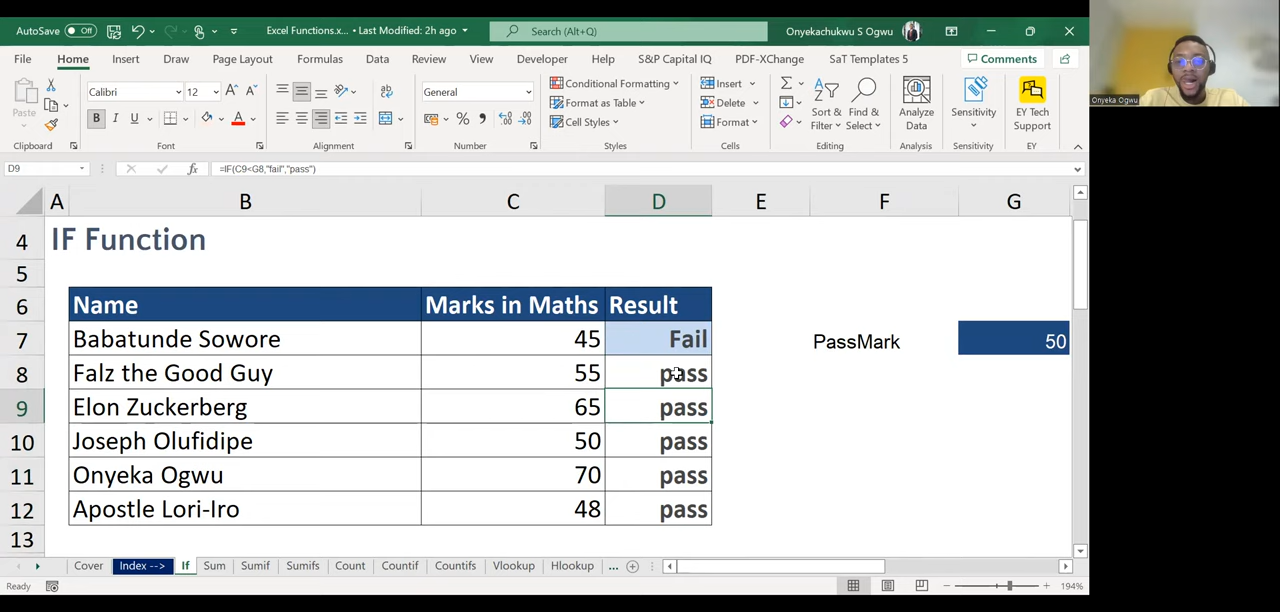 AutoSave Off Excel Functions.x... • Last Modified: 2h ago Search (Alt+Q) Onyekachukwu S Ogwu
File Home Insert Draw Page Layout Formulas Data Review View Developer Help S&P Capital IQ PDF-XChange SaT Templates 5 Comments
Paste Calibri 12 A A General Conditional Formatting Insert Sort & Find & Analyze Sensitivity EY Tech
B I U A Format as Table Delete Filter Select Data Support
Cell Styles Format
Clipboard Font Alignment Number Styles Cells Editing Analysis Sensitivity EY
D9 fx =IF(C9<G8,"fail","pass")
A B C D E F G
4 IF Function
5
6 Name Marks in Maths Result
7 Babatunde Sowore 45 Fail PassMark 50
8 Falz the Good Guy 55 pass
9 Elon Zuckerberg 65 pass
10 Joseph Olufidipe 50 pass
11 Onyeka Ogwu 70 pass
12 Apostle Lori-Iro 48 pass
13
Cover Index --> If Sum Sumif Sumifs Count Countif Countifs Vlookup Hlookup ...
Ready 194%
Onyeka Ogwu